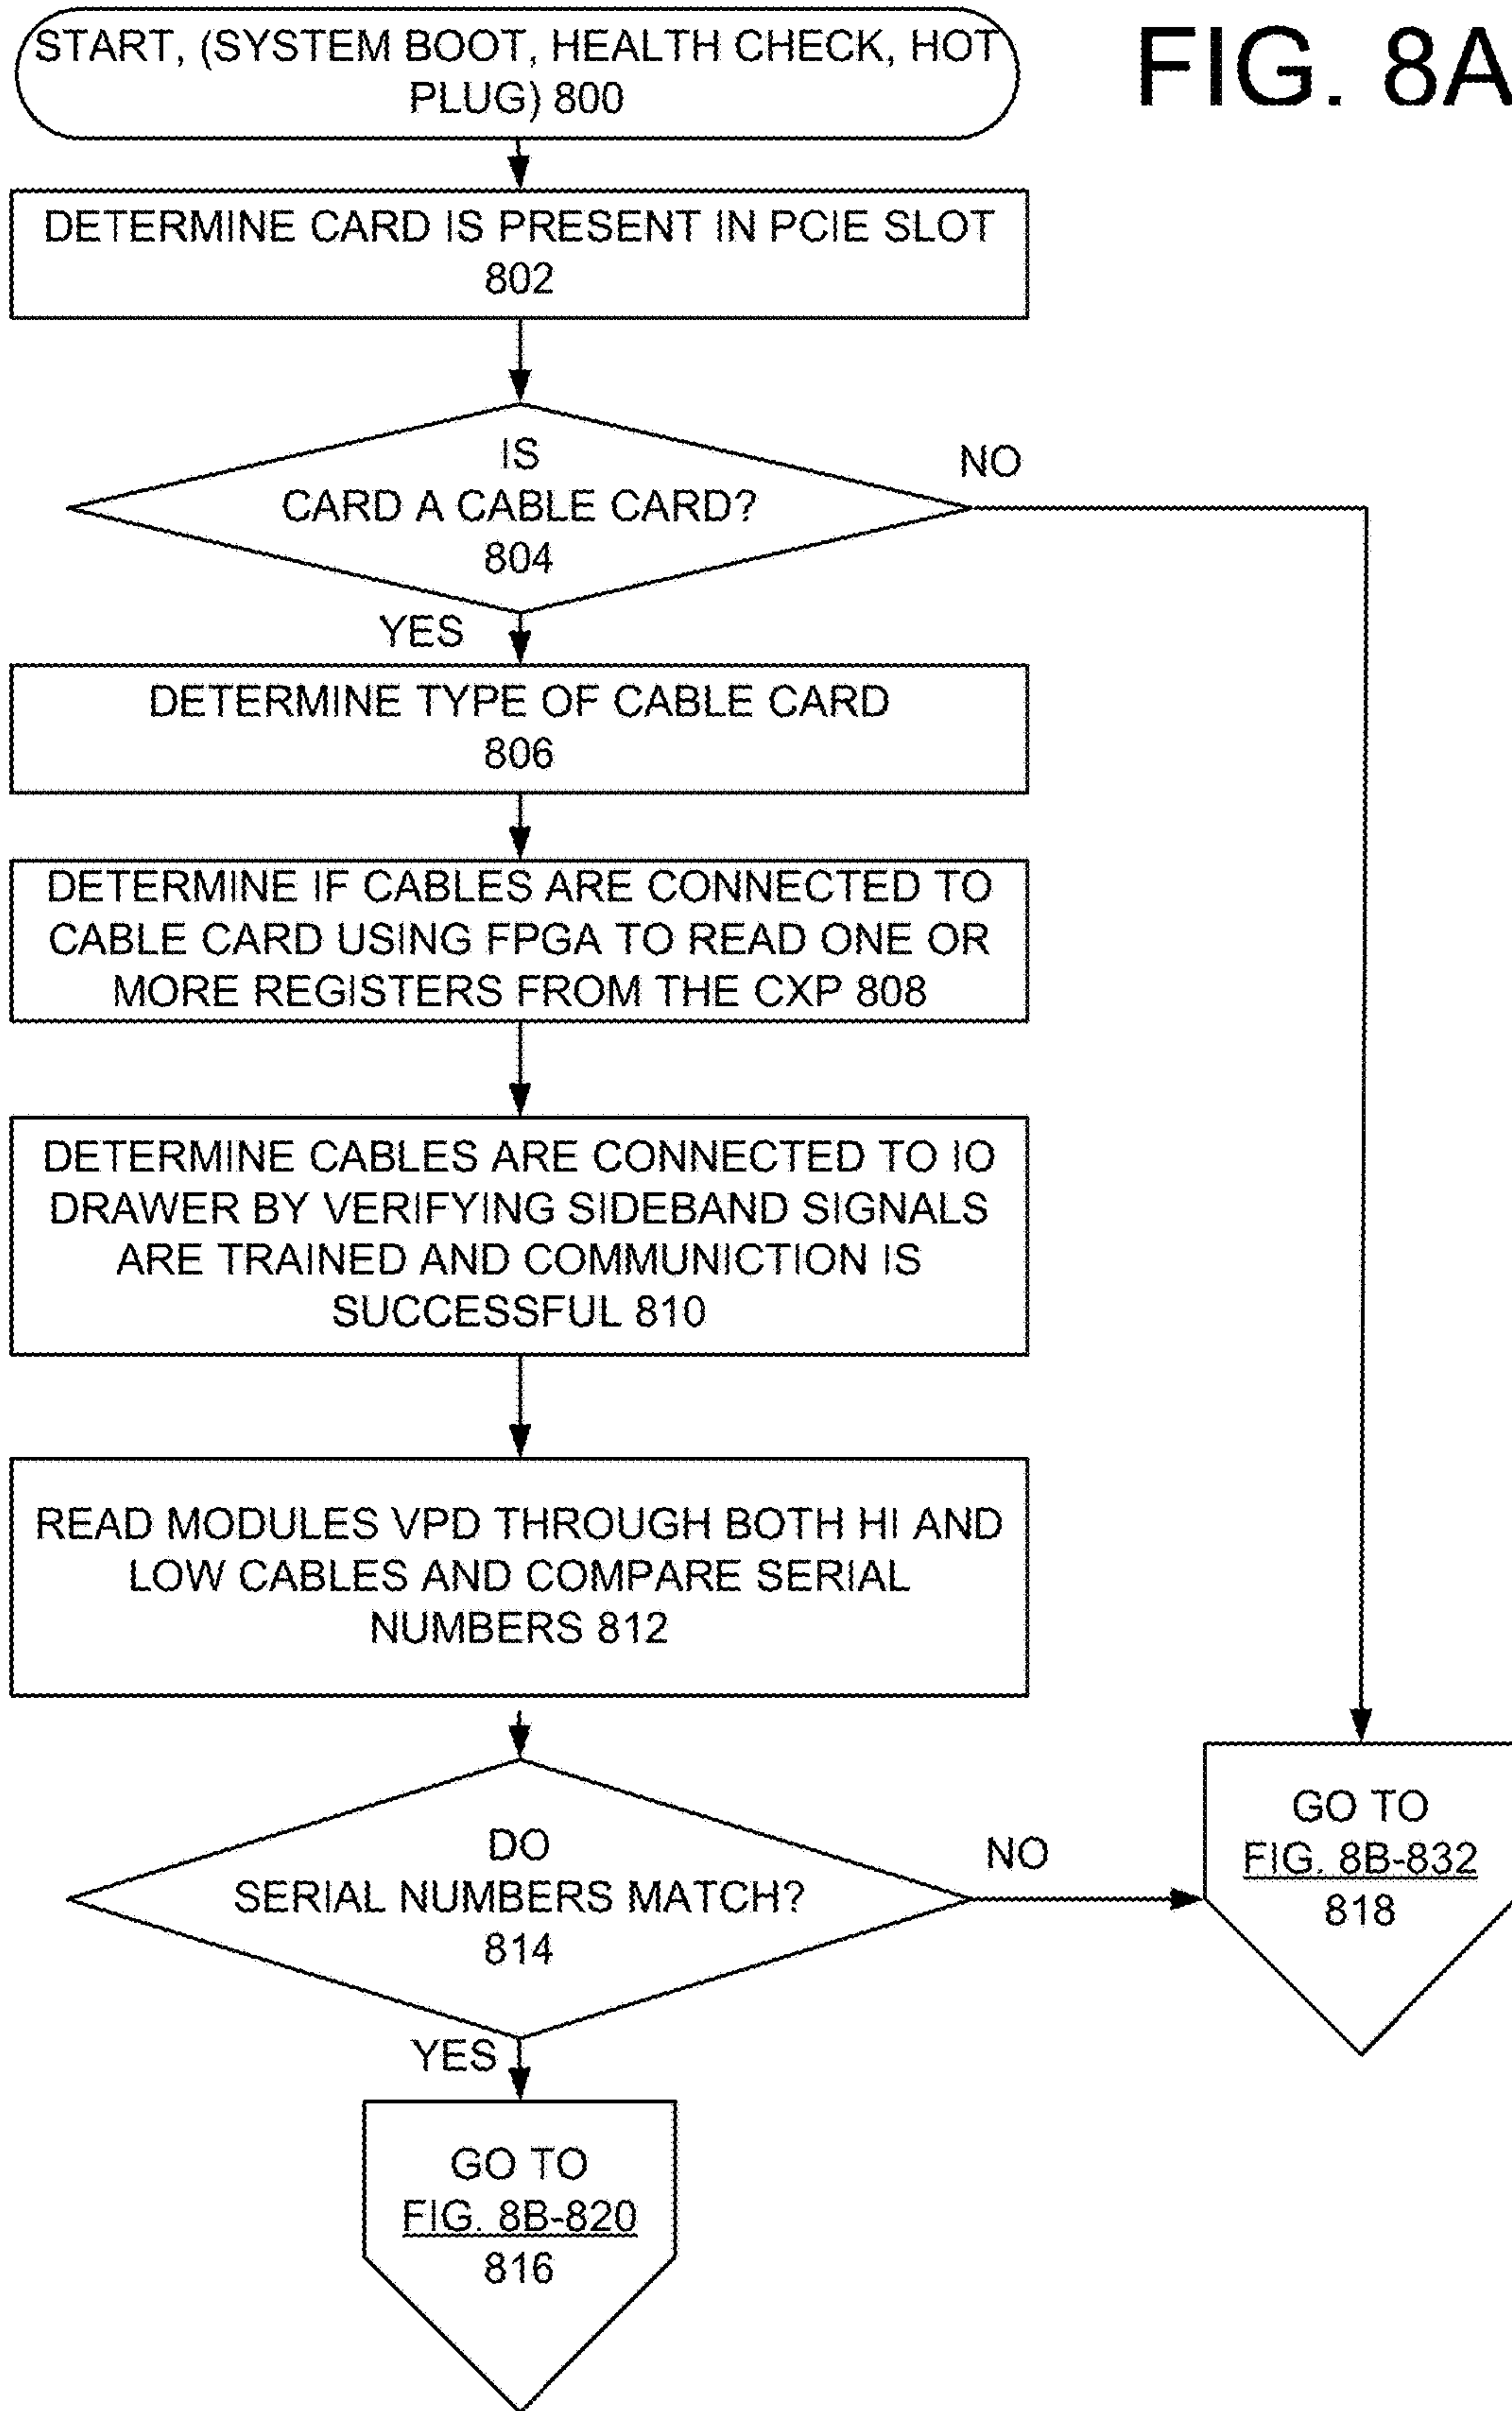 START, (SYSTEM BOOT, HEALTH CHECK, HOT
PLUG) 800
FIG. 8A
DETERMINE CARD IS PRESENT IN PCIE SLOT
802
IS
CARD A CABLE CARD?
804
NO
YES
DETERMINE TYPE OF CABLE CARD
806
DETERMINE IF CABLES ARE CONNECTED TO
CABLE CARD USING FPGA TO READ ONE OR
MORE REGISTERS FROM THE CXP 808
DETERMINE CABLES ARE CONNECTED TO IO
DRAWER BY VERIFYING SIDEBAND SIGNALS
ARE TRAINED AND COMMUNICTION IS
SUCCESSFUL 810
READ MODULES VPD THROUGH BOTH HI AND
LOW CABLES AND COMPARE SERIAL
NUMBERS 812
DO
SERIAL NUMBERS MATCH?
814
NO
GO TO
FIG. 8B-832
818
YES
GO TO
FIG. 8B-820
816